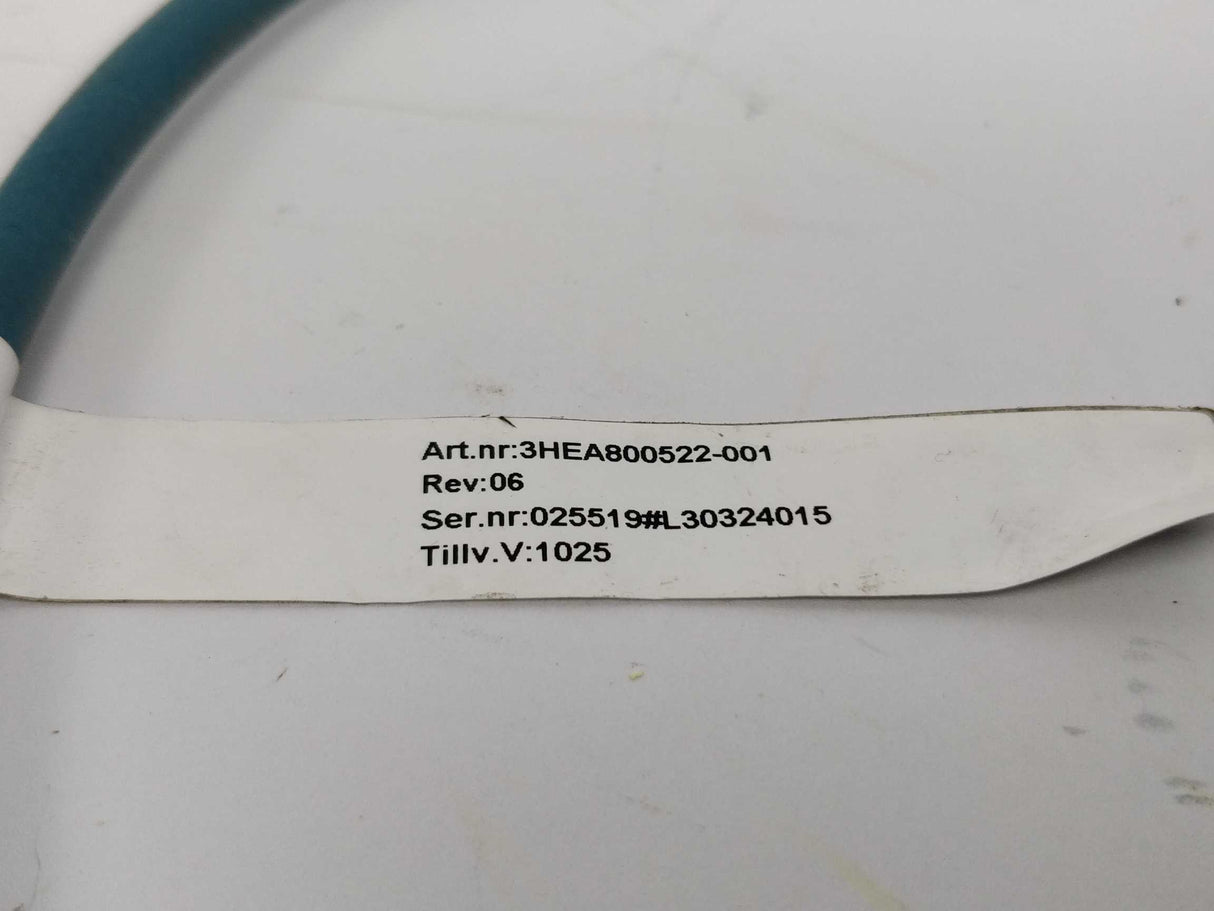 Art.nr:3HEA800522-001
Rev:06
Ser.nr:025519#L30324015
Tillv.V:1025